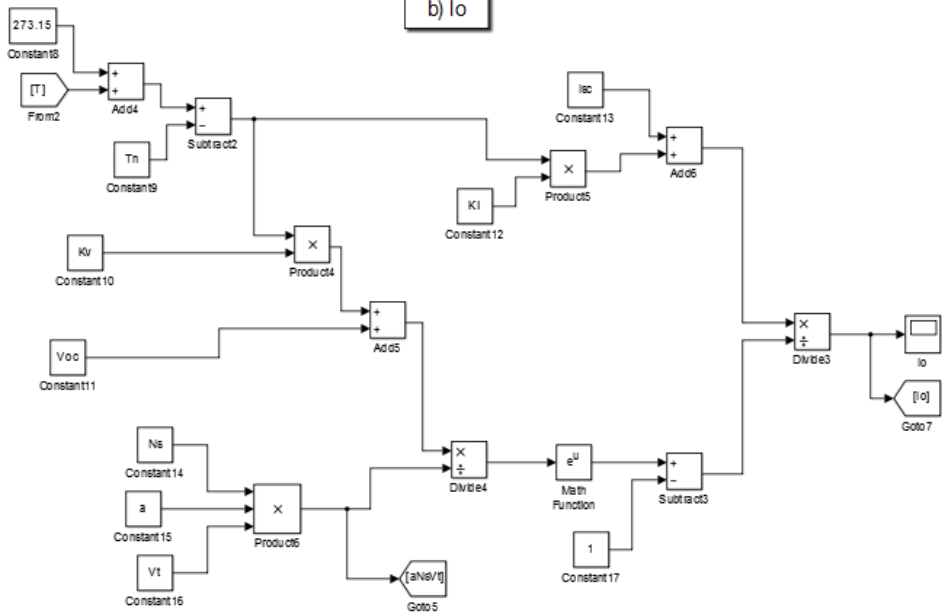 b) Io
273.15
Constant8
[T]
From2
+
+
Add4
+
−
Subtract2
Tn
Constant9
Isc
Constant13
+
+
Add6
×
Product5
KI
Constant12
Kv
Constant10
×
Product4
+
+
Add5
Voc
Constant11
×
÷
Divide3
Io
[Io]
Goto7
Ns
Constant14
a
Constant15
Vt
Constant16
×
Product6
×
÷
Divide4
eu
Math
Function
+
−
Subtract3
1
Constant17
[aNsVt]
Goto5